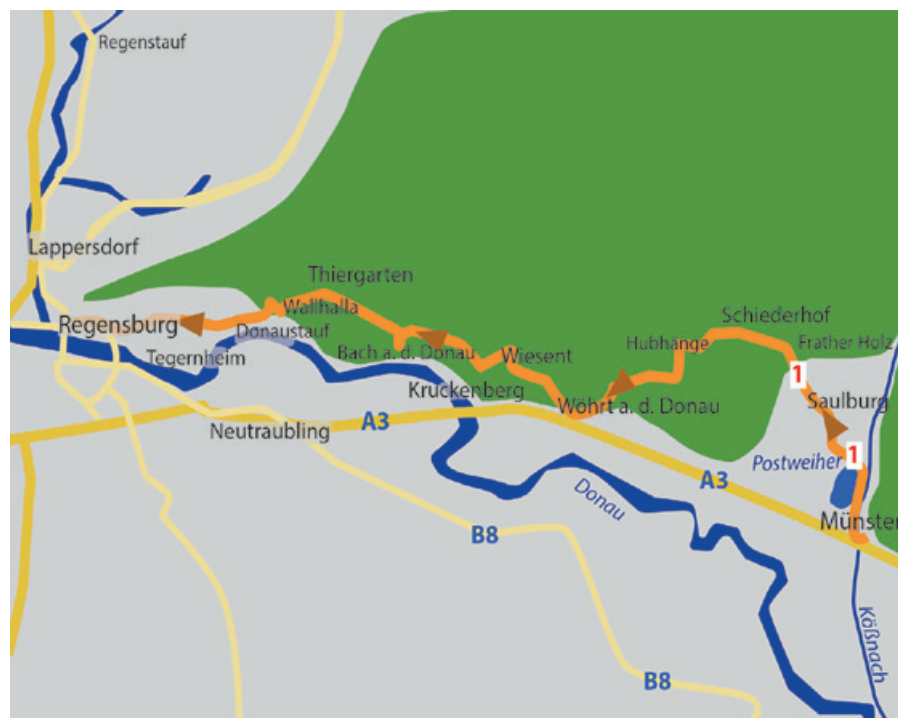 Regenstauf
Lappersdorf
Thiergarten
Wallhalla
Schiederhof
Regensburg
Donaustauf
Hubhänge
Frather Holz
Tegernheim
Bach a. d. Donau
Wiesent
1
Kruckenberg
Wöhrt a. d. Donau
Saulburg
A3
Neutraubling
1
Postweiher
A3
Donau
Münster
B8
Kößnach
B8